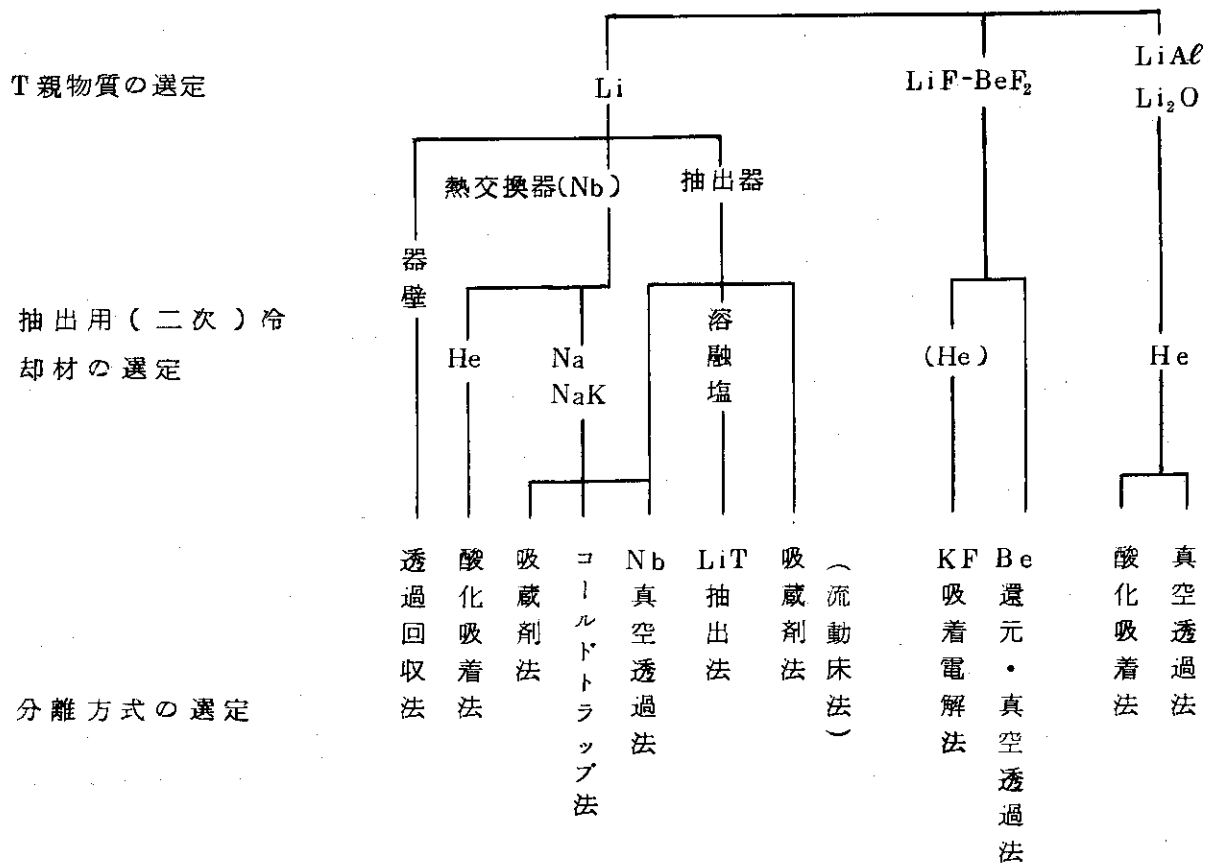 T親物質の選定
Li
LiF-BeF₂
LiAℓ
Li₂O
熱交換器(Nb)
抽出器
器壁
抽出用(二次)冷
却材の選定
He
Na
NaK
溶融塩
(He)
He
分離方式の選定
透過回収法
酸化吸着法
吸蔵剤法
コールドトラップ法
Nb真空透過法
LiT抽出法
吸蔵剤法
(流動床法)
KF吸着電解法
Be還元・真空透過法
酸化吸着法
真空透過法